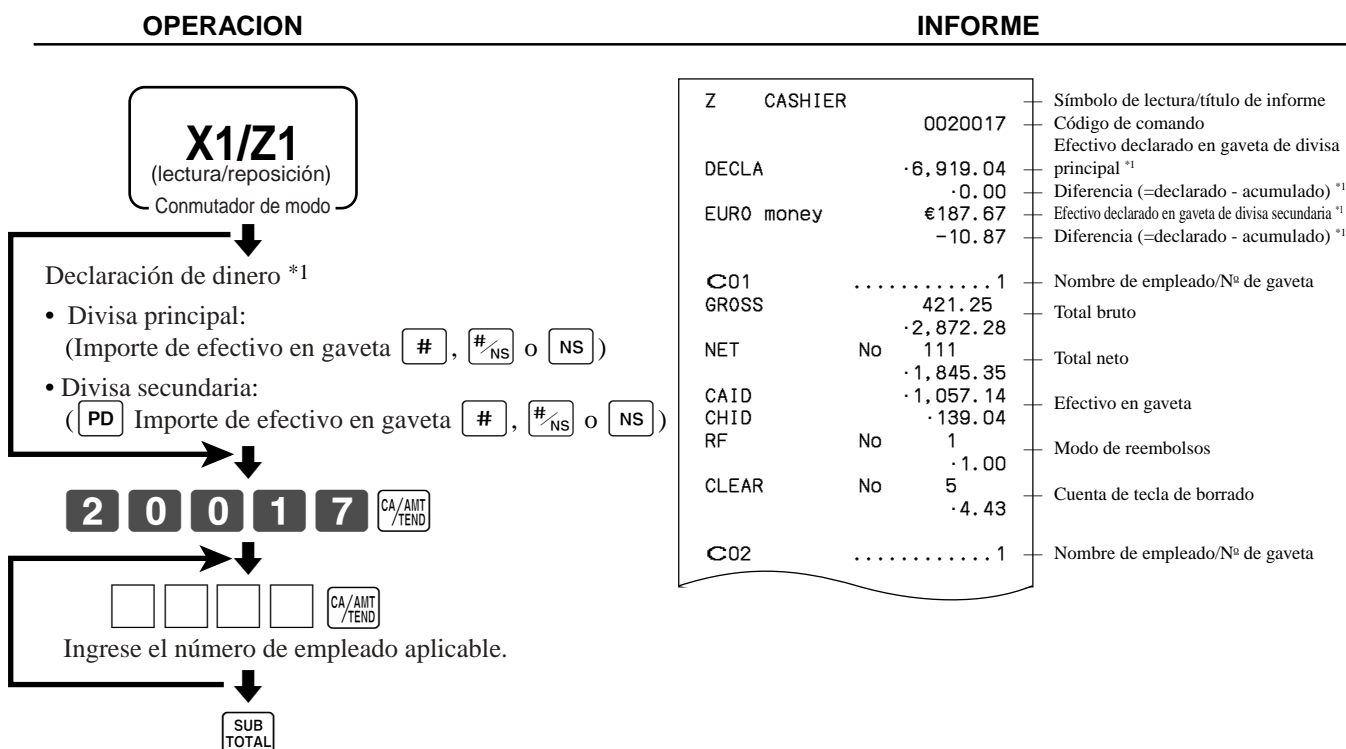 OPERACION
INFORME
X1/Z1
(lectura/reposición)
Conmutador de modo
Declaración de dinero *1
• Divisa principal:
(Importe de efectivo en gaveta #, #/NS o NS)
• Divisa secundaria:
(PD Importe de efectivo en gaveta #, #/NS o NS)
2 0 0 1 7 CA/AMT/TEND
CA/AMT/TEND
Ingrese el número de empleado aplicable.
SUB TOTAL
Z CASHIER Símbolo de lectura/título de informe
0020017 Código de comando
Efectivo declarado en gaveta de divisa
DECLA ·6,919.04 principal *1
·0.00 Diferencia (=declarado - acumulado) *1
EURO money €187.67 Efectivo declarado en gaveta de divisa secundaria *1
-10.87 Diferencia (=declarado - acumulado) *1
C01 ............1 Nombre de empleado/Nº de gaveta
GROSS 421.25
Total bruto
·2,872.28
NET No 111
Total neto
·1,845.35
CAID ·1,057.14
Efectivo en gaveta
CHID ·139.04
RF No 1
Modo de reembolsos
·1.00
CLEAR No 5
Cuenta de tecla de borrado
·4.43
C02 ............1 Nombre de empleado/Nº de gaveta